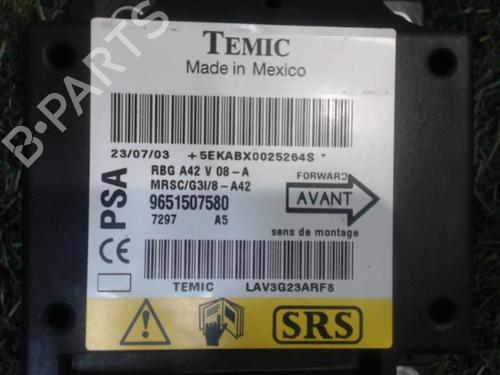 B-PARTS
TEMIC
Made in Mexico
23/07/03 +5EKABX0025264S *
RBG A42 V 08-A
MRSC/G3I/8-A42
9651507580
7297 A5
PSA
CE
FORWARD
AVANT
sens de montage
TEMIC LAV3G23ARF8
SRS